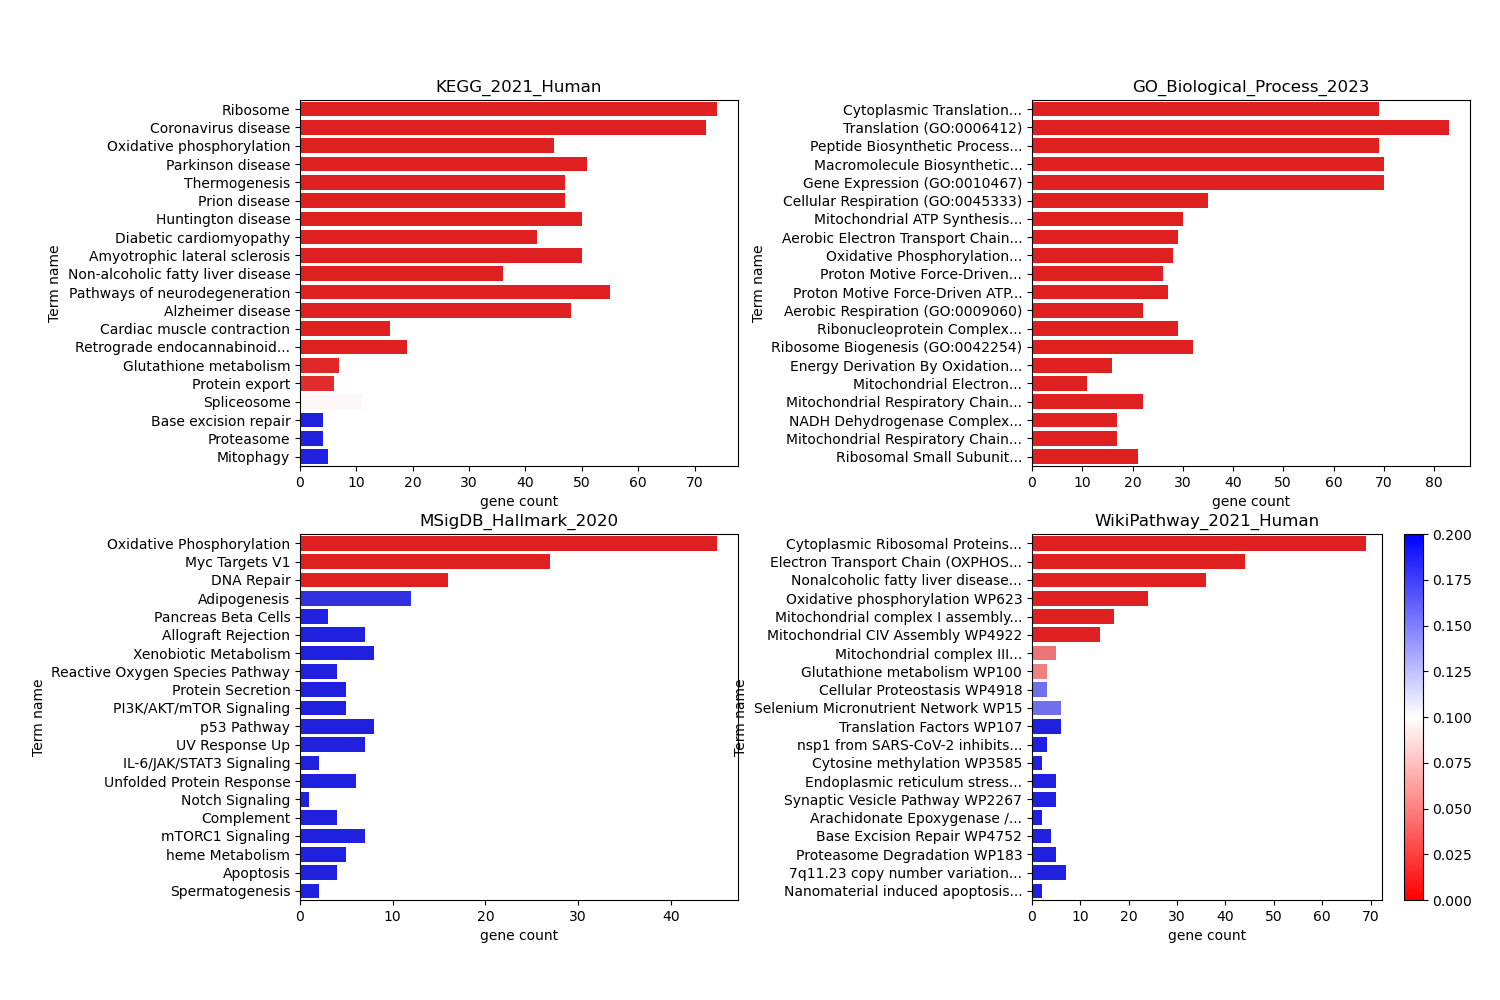 KEGG_2021_Human
Term name
Ribosome
Coronavirus disease
Oxidative phosphorylation
Parkinson disease
Thermogenesis
Prion disease
Huntington disease
Diabetic cardiomyopathy
Amyotrophic lateral sclerosis
Non-alcoholic fatty liver disease
Pathways of neurodegeneration
Alzheimer disease
Cardiac muscle contraction
Retrograde endocannabinoid...
Glutathione metabolism
Protein export
Spliceosome
Base excision repair
Proteasome
Mitophagy
0 10 20 30 40 50 60 70
gene count
GO_Biological_Process_2023
Term name
Cytoplasmic Translation...
Translation (GO:0006412)
Peptide Biosynthetic Process...
Macromolecule Biosynthetic...
Gene Expression (GO:0010467)
Cellular Respiration (GO:0045333)
Mitochondrial ATP Synthesis...
Aerobic Electron Transport Chain...
Oxidative Phosphorylation...
Proton Motive Force-Driven...
Proton Motive Force-Driven ATP...
Aerobic Respiration (GO:0009060)
Ribonucleoprotein Complex...
Ribosome Biogenesis (GO:0042254)
Energy Derivation By Oxidation...
Mitochondrial Electron...
Mitochondrial Respiratory Chain...
NADH Dehydrogenase Complex...
Mitochondrial Respiratory Chain...
Ribosomal Small Subunit...
0 10 20 30 40 50 60 70 80
gene count
MSigDB_Hallmark_2020
Term name
Oxidative Phosphorylation
Myc Targets V1
DNA Repair
Adipogenesis
Pancreas Beta Cells
Allograft Rejection
Xenobiotic Metabolism
Reactive Oxygen Species Pathway
Protein Secretion
PI3K/AKT/mTOR Signaling
p53 Pathway
UV Response Up
IL-6/JAK/STAT3 Signaling
Unfolded Protein Response
Notch Signaling
Complement
mTORC1 Signaling
heme Metabolism
Apoptosis
Spermatogenesis
0 10 20 30 40
gene count
WikiPathway_2021_Human
Term name
Cytoplasmic Ribosomal Proteins...
Electron Transport Chain (OXPHOS...
Nonalcoholic fatty liver disease...
Oxidative phosphorylation WP623
Mitochondrial complex I assembly...
Mitochondrial CIV Assembly WP4922
Mitochondrial complex III...
Glutathione metabolism WP100
Cellular Proteostasis WP4918
Selenium Micronutrient Network WP15
Translation Factors WP107
nsp1 from SARS-CoV-2 inhibits...
Cytosine methylation WP3585
Endoplasmic reticulum stress...
Synaptic Vesicle Pathway WP2267
Arachidonate Epoxygenase /...
Base Excision Repair WP4752
Proteasome Degradation WP183
7q11.23 copy number variation...
Nanomaterial induced apoptosis...
0 10 20 30 40 50 60 70
gene count
0.200
0.175
0.150
0.125
0.100
0.075
0.050
0.025
0.000